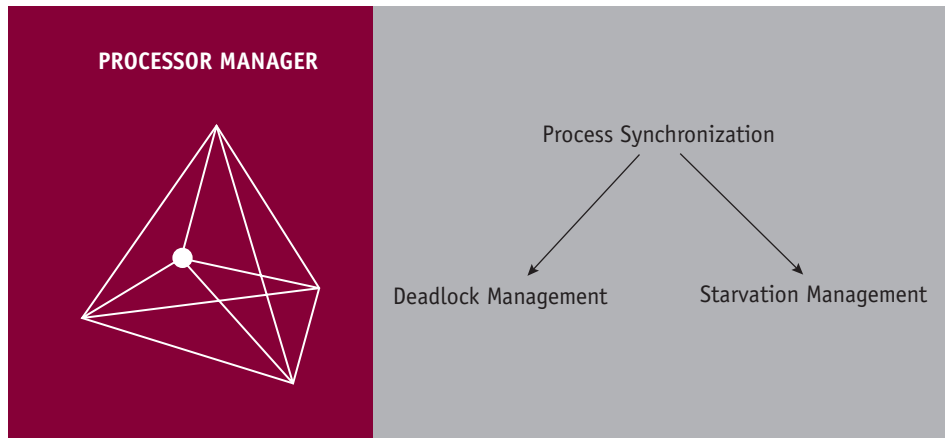 PROCESSOR MANAGER
Process Synchronization
Deadlock Management
Starvation Management